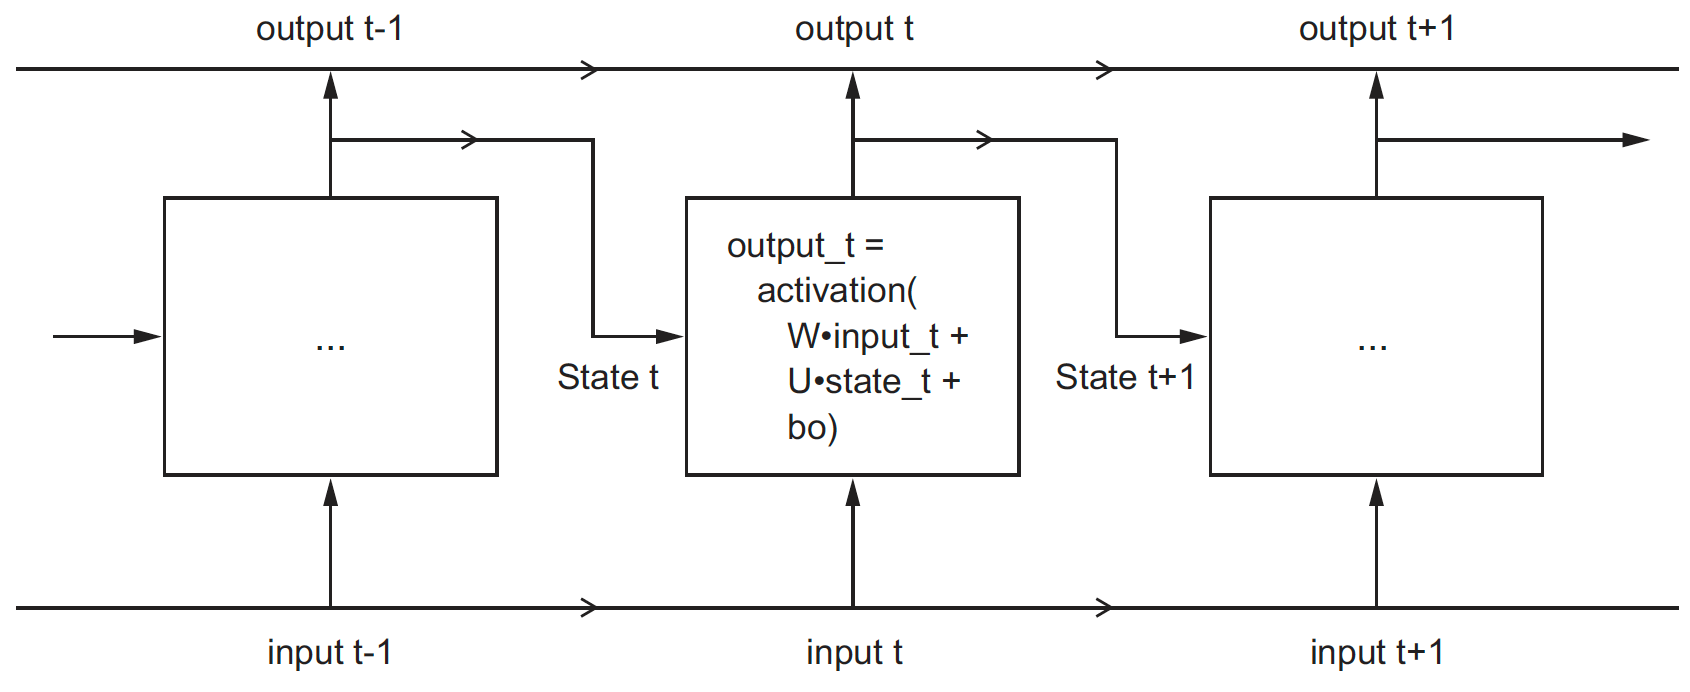 output t-1
output t
output t+1
output_t =
activation(
W•input_t +
U•state_t +
bo)
...
...
State t
State t+1
input t-1
input t
input t+1